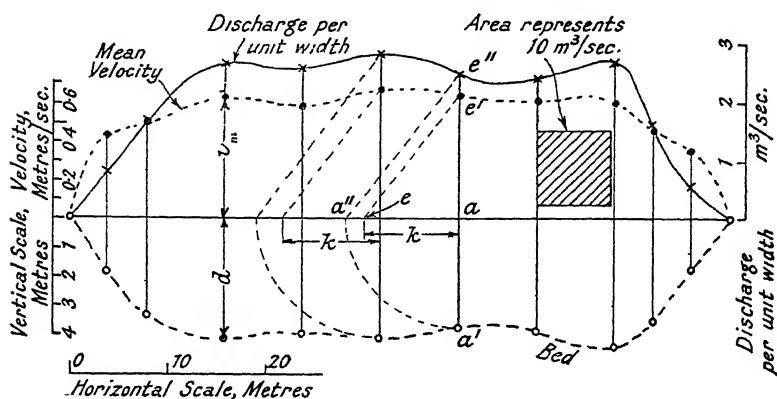 Discharge per
unit width
Mean
Velocity
Area represents
10 m³/sec.
e"
e'
v_m
a"
e
a
k
k
d
a'
Bed
Velocity,
Metres/sec.
0·6
0·4
0·2
Vertical Scale,
Metres
1
2
3
4
3
2
1
m³/sec.
Discharge
per unit width
0
10
20
Horizontal Scale, Metres